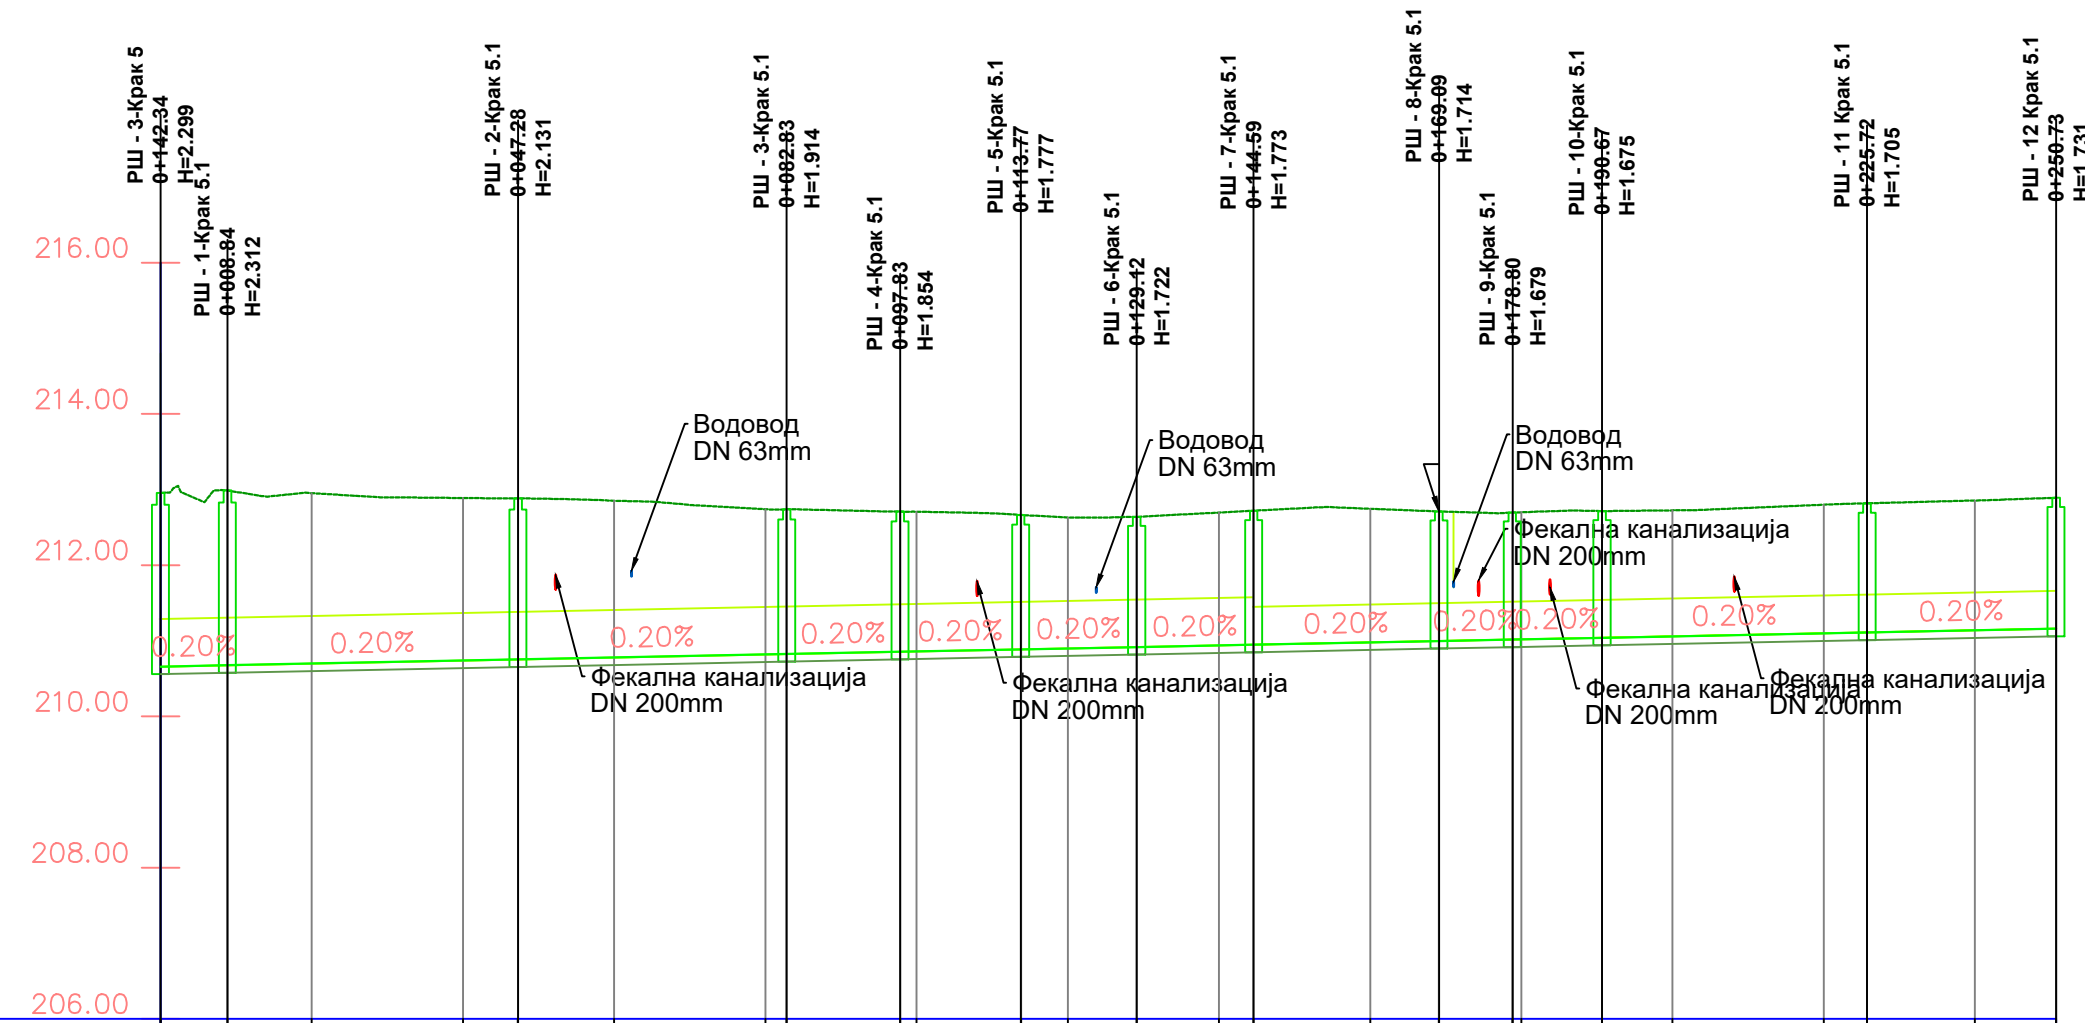 РШ - 3-Крак 5
0+142.34
H=2.299
РШ - 1-Крак 5.1
0+008.84
H=2.312
РШ - 2-Крак 5.1
0+047.28
H=2.131
РШ - 3-Крак 5.1
0+082.83
H=1.914
РШ - 4-Крак 5.1
0+097.83
H=1.854
РШ - 5-Крак 5.1
0+113.77
H=1.777
РШ - 6-Крак 5.1
0+129.12
H=1.722
РШ - 7-Крак 5.1
0+144.59
H=1.773
РШ - 8-Крак 5.1
0+169.09
H=1.714
РШ - 9-Крак 5.1
0+178.80
H=1.679
РШ - 10-Крак 5.1
0+190.67
H=1.675
РШ - 11 Крак 5.1
0+225.72
H=1.705
РШ - 12 Крак 5.1
0+250.73
H=1.731
216.00
214.00
212.00
210.00
208.00
206.00
Водовод
DN 63mm
Водовод
DN 63mm
Водовод
DN 63mm
Фекална канализација
DN 200mm
0.20%
0.20%
0.20%
0.20%
0.20%
0.20%
0.20%
0.20%
0.20%
0.20%
0.20%
0.20%
Фекална канализација
DN 200mm
Фекална канализација
DN 200mm
Фекална канализација
DN 200mm
Фекална канализација
DN 200mm